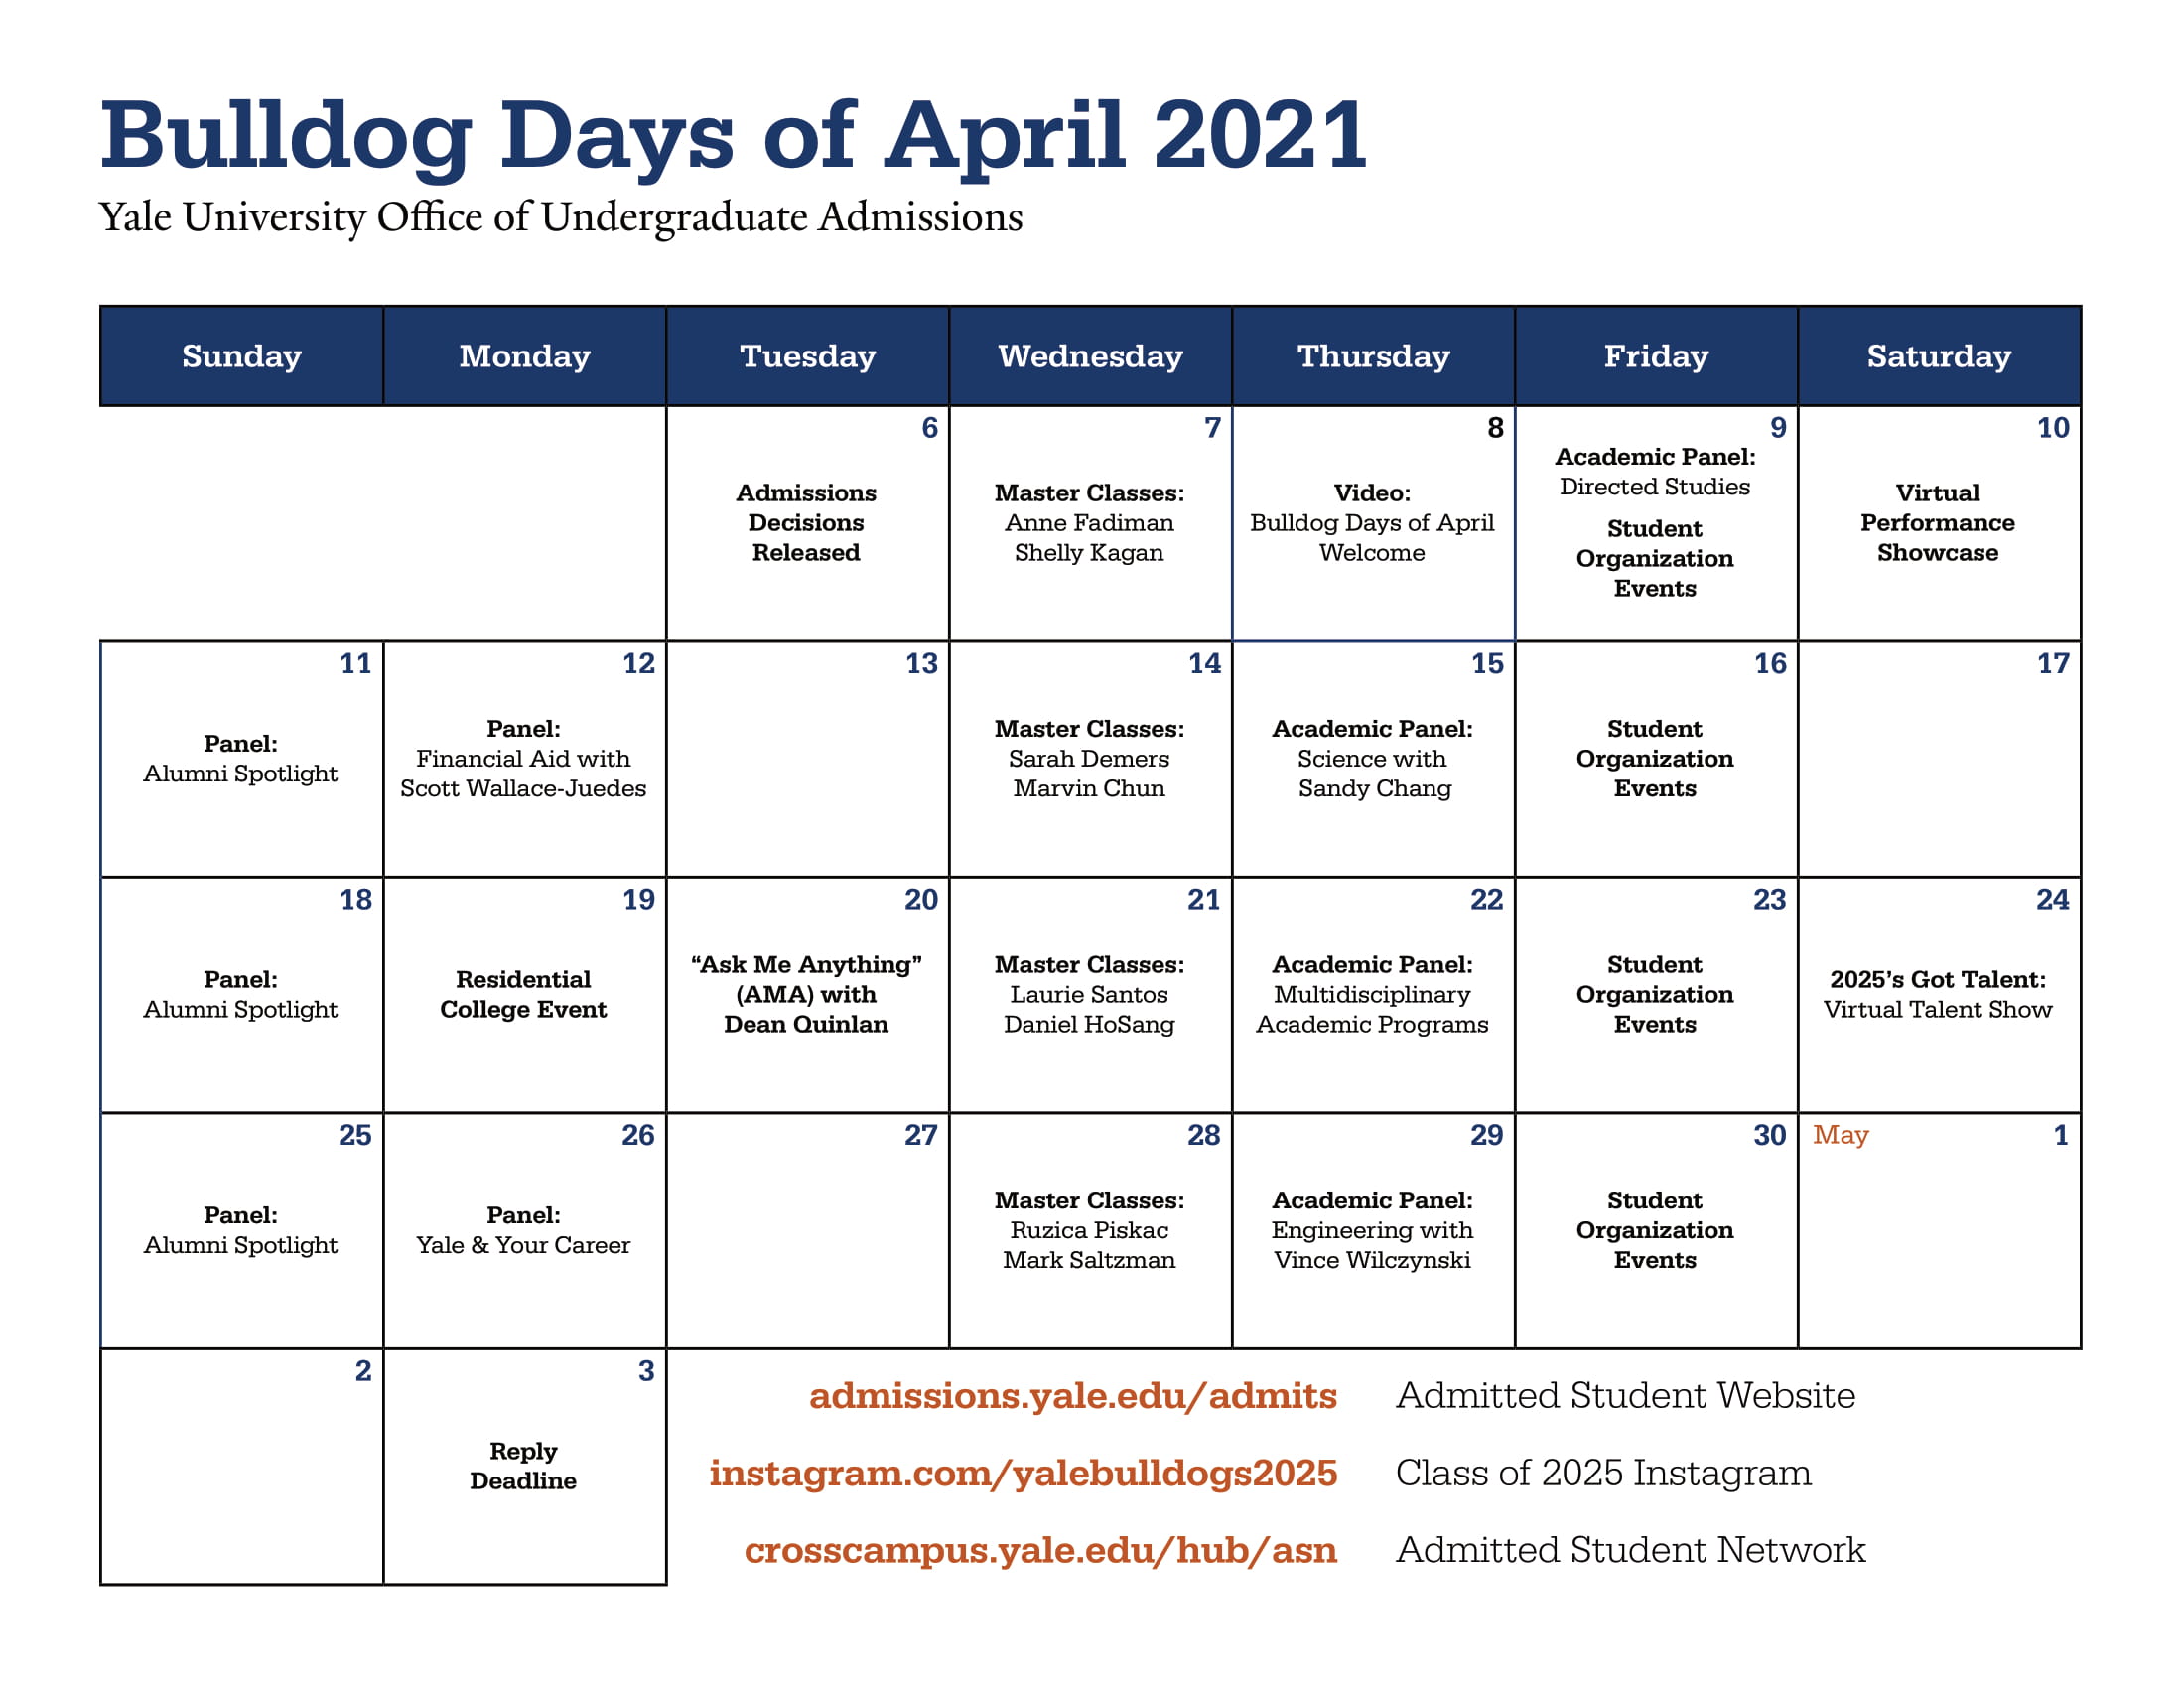 Bulldog Days of April 2021
Yale University Office of Undergraduate Admissions
Sunday Monday Tuesday Wednesday Thursday Friday Saturday
6
Admissions
Decisions
Released
7
Master Classes:
Anne Fadiman
Shelly Kagan
8
Video:
Bulldog Days of April
Welcome
9
Academic Panel:
Directed Studies
Student
Organization
Events
10
Virtual
Performance
Showcase
11
Panel:
Alumni Spotlight
12
Panel:
Financial Aid with
Scott Wallace-Juedes
13
14
Master Classes:
Sarah Demers
Marvin Chun
15
Academic Panel:
Science with
Sandy Chang
16
Student
Organization
Events
17
18
Panel:
Alumni Spotlight
19
Residential
College Event
20
“Ask Me Anything”
(AMA) with
Dean Quinlan
21
Master Classes:
Laurie Santos
Daniel HoSang
22
Academic Panel:
Multidisciplinary
Academic Programs
23
Student
Organization
Events
24
2025’s Got Talent:
Virtual Talent Show
25
Panel:
Alumni Spotlight
26
Panel:
Yale & Your Career
27
28
Master Classes:
Ruzica Piskac
Mark Saltzman
29
Academic Panel:
Engineering with
Vince Wilczynski
30
Student
Organization
Events
May 1
2
3
Reply
Deadline
admissions.yale.edu/admits Admitted Student Website
instagram.com/yalebulldogs2025 Class of 2025 Instagram
crosscampus.yale.edu/hub/asn Admitted Student Network